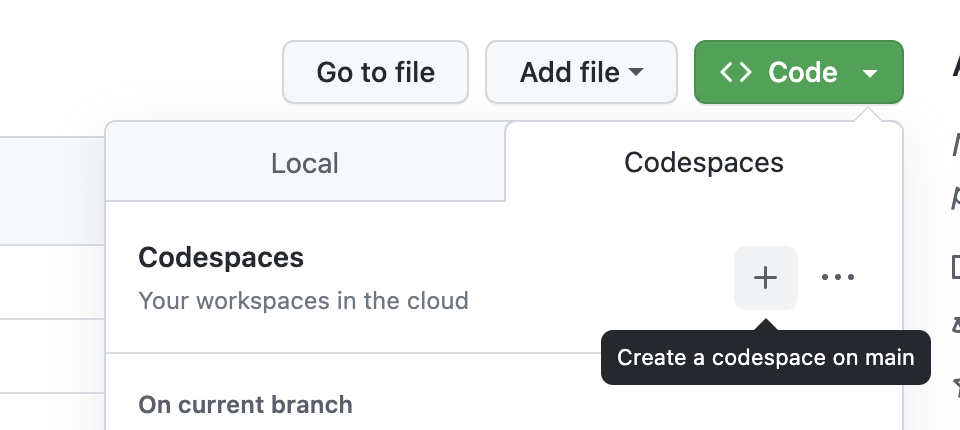 Go to file
Add file
Code
Local
Codespaces
Codespaces
Your workspaces in the cloud
Create a codespace on main
On current branch